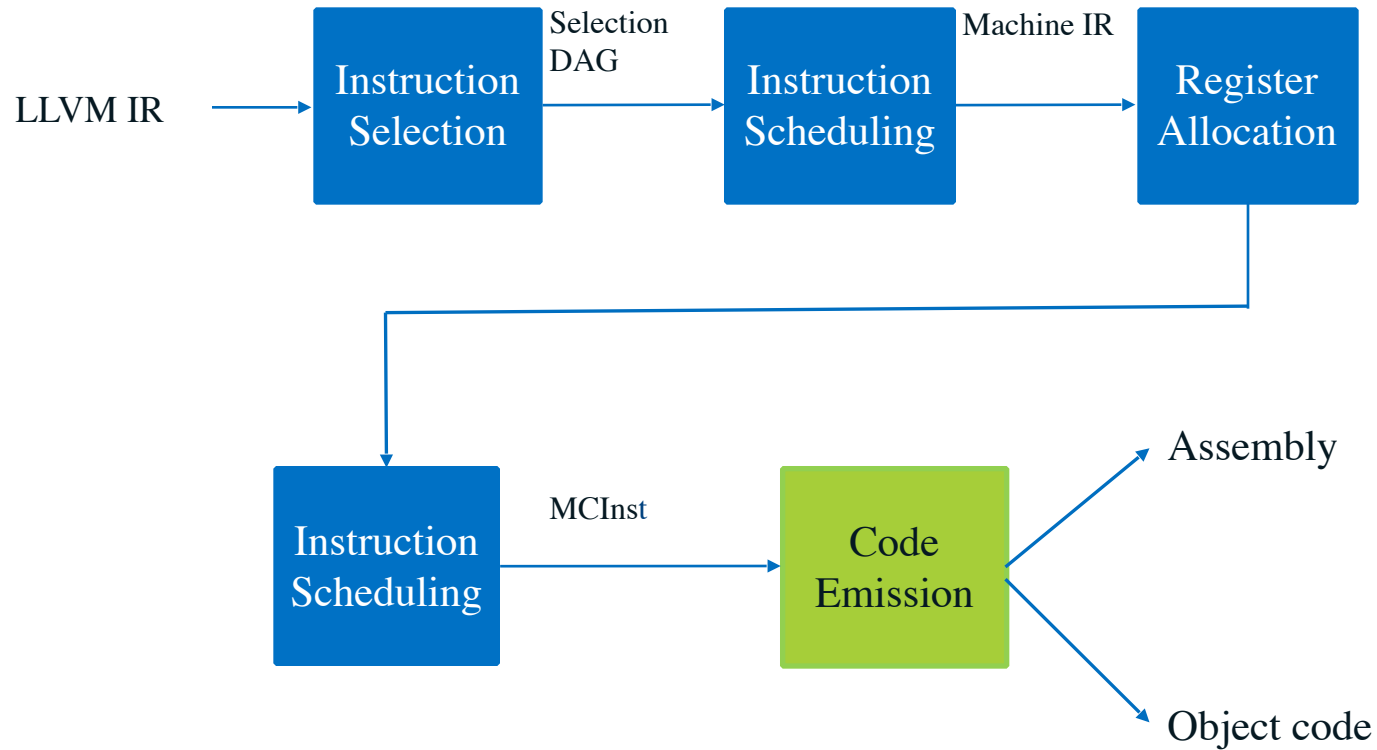 LLVM IR
Instruction
Selection
Selection
DAG
Instruction
Scheduling
Machine IR
Register
Allocation
Instruction
Scheduling
MCInst
Code
Emission
Assembly
Object code